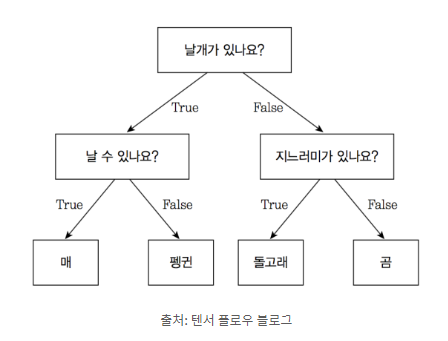 날개가 있나요?
True
False
날 수 있나요?
지느러미가 있나요?
True
False
True
False
매
펭귄
돌고래
곰
출처: 텐서 플로우 블로그